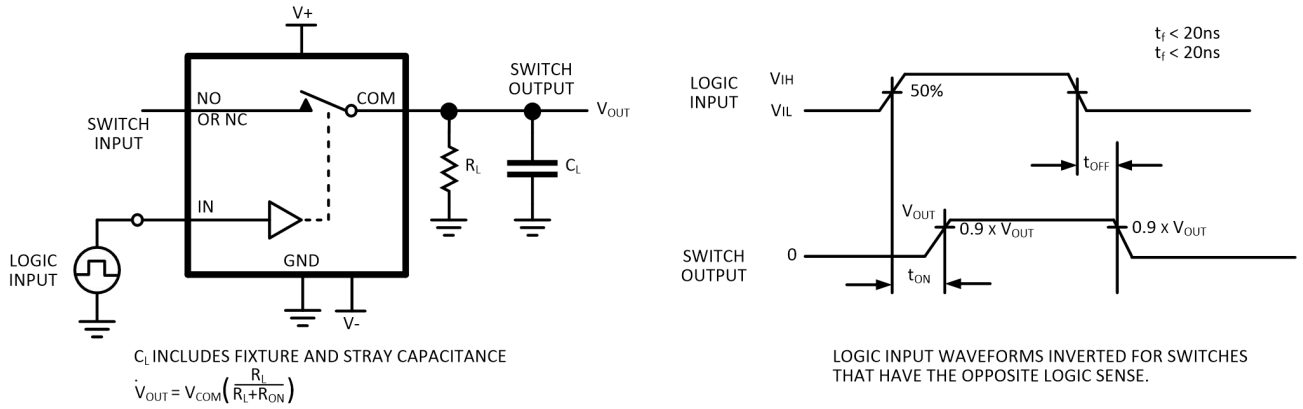 V+
NO
OR NC
COM
SWITCH
INPUT
SWITCH
OUTPUT
VOUT
RL
CL
IN
LOGIC
INPUT
GND
V-
CL INCLUDES FIXTURE AND STRAY CAPACITANCE
VOUT = VCOM(RL/RL+RON)
tf < 20ns
tf < 20ns
LOGIC
INPUT
VIH
VIL
50%
tOFF
VOUT
0.9 x VOUT
0.9 x VOUT
SWITCH
OUTPUT
0
tON
LOGIC INPUT WAVEFORMS INVERTED FOR SWITCHES
THAT HAVE THE OPPOSITE LOGIC SENSE.